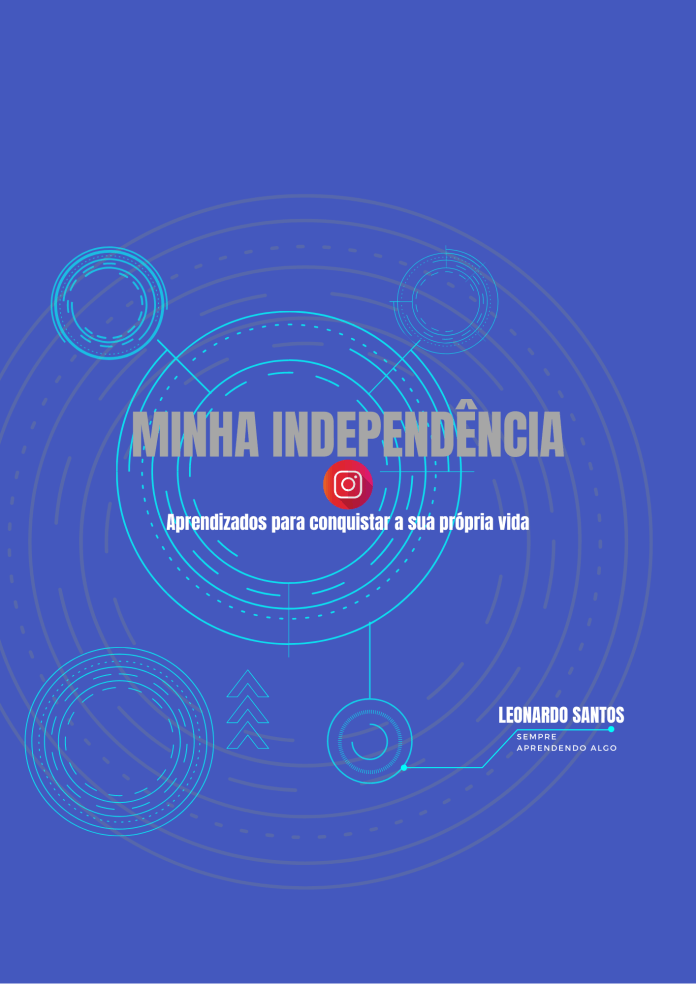 MINHA INDEPENDÊNCIA
Aprendizados para conquistar a sua própria vida
LEONARDO SANTOS
SEMPRE
APRENDENDO ALGO